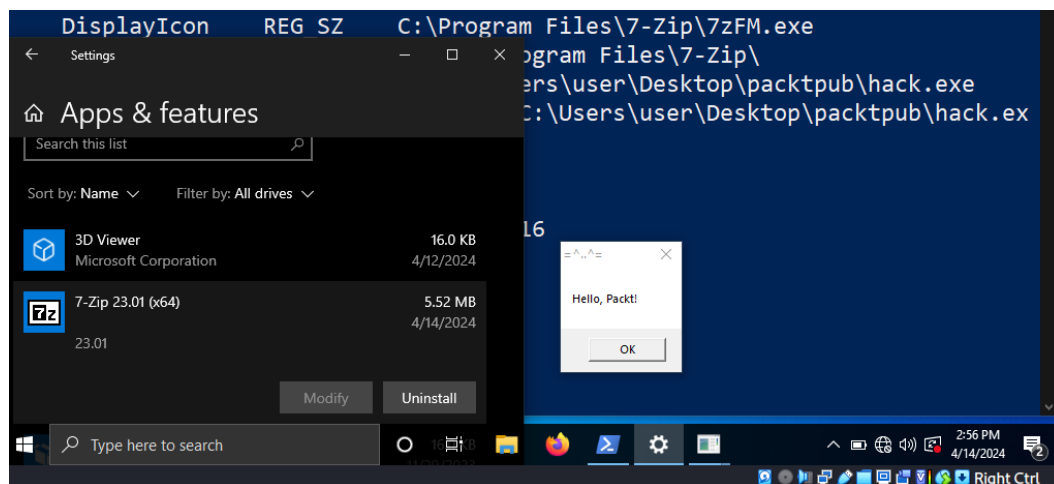 DisplayIcon REG_SZ C:\Program Files\7-Zip\7zFM.exe
Settings
ogram Files\7-Zip\
ers\user\Desktop\packtpub\hack.exe
C:\Users\user\Desktop\packtpub\hack.ex
Apps & features
Search this list
Sort by: Name Filter by: All drives
16
3D Viewer 16.0 KB
Microsoft Corporation 4/12/2024
=^..^=
Hello, Packt!
OK
7-Zip 23.01 (x64) 5.52 MB
7z
4/14/2024
23.01
Modify Uninstall
Type here to search
2:56 PM
4/14/2024
2
Right Ctrl